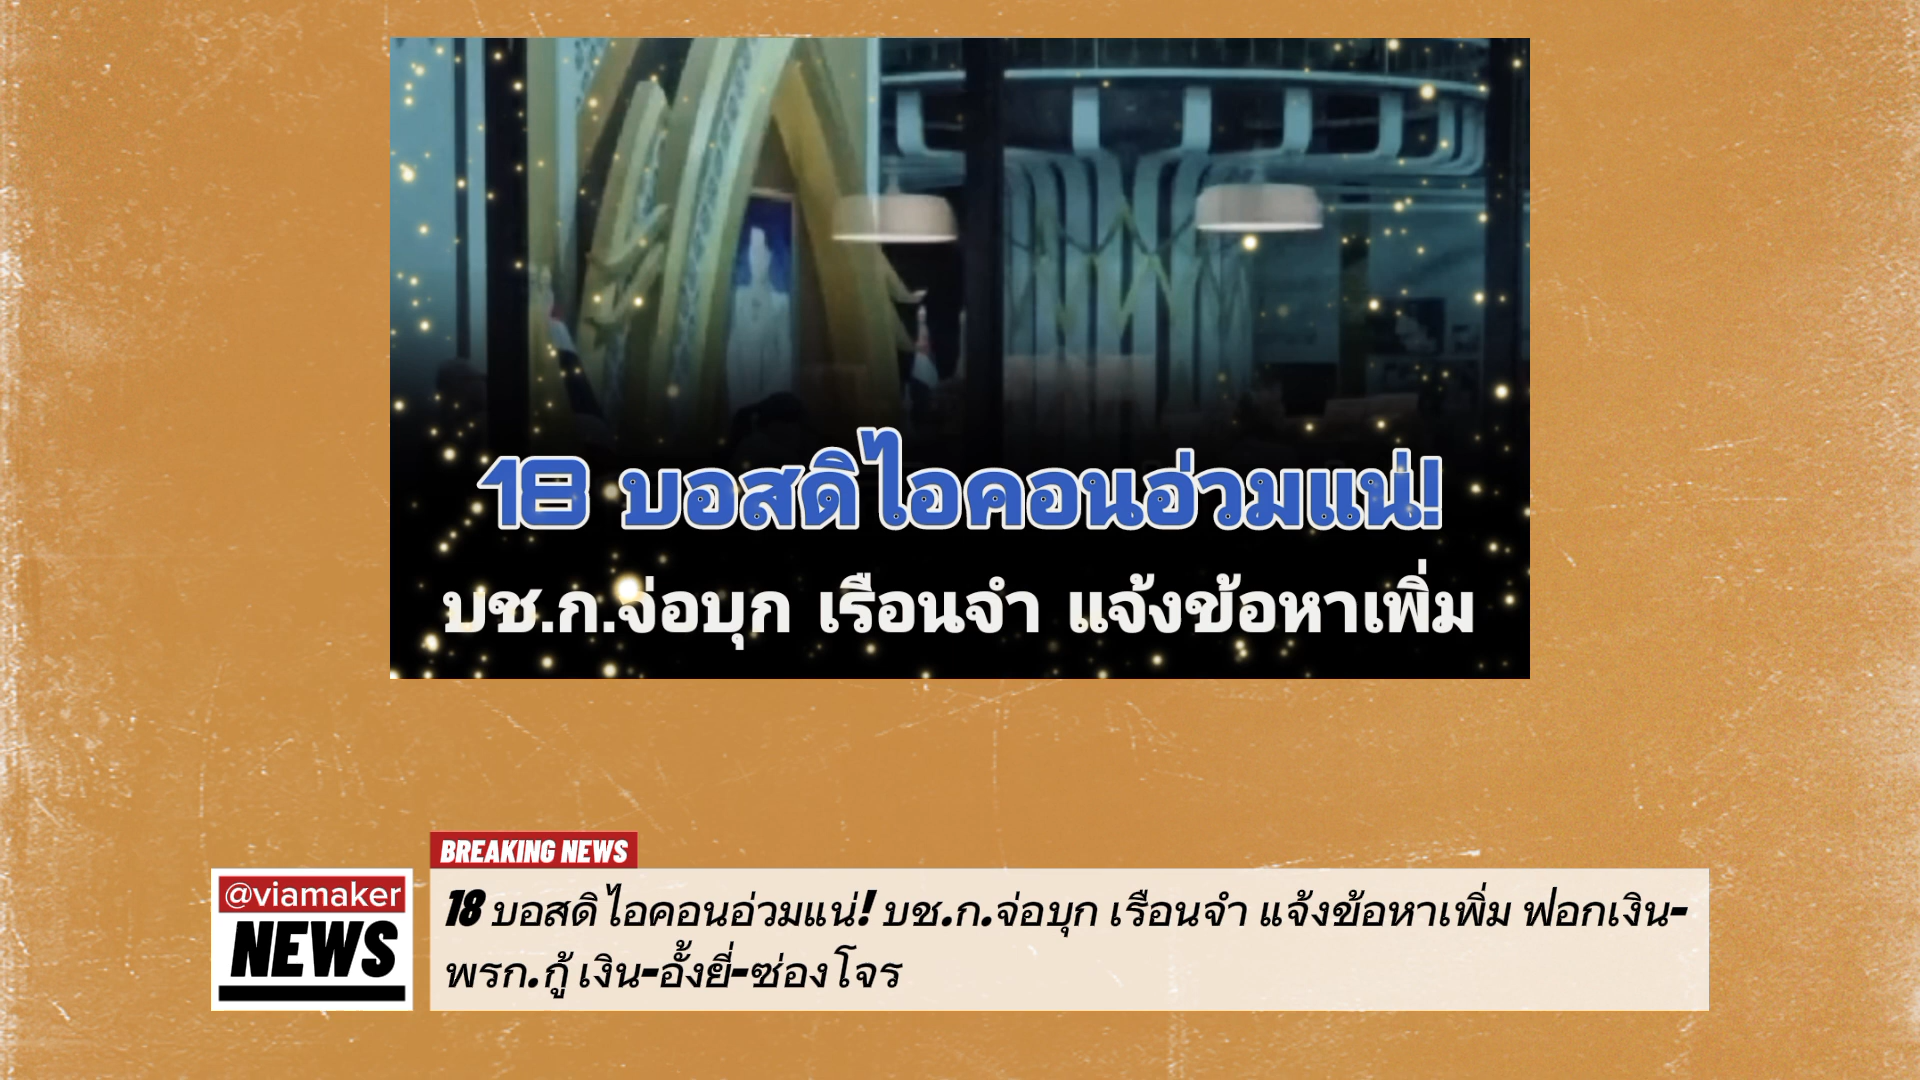 18 บอสดิไอคอนอ่วมแน่!
บช.ก.จ่อบุก เรือนจำ แจ้งข้อหาเพิ่ม
BREAKING NEWS
@viamaker
NEWS
18 บอสดิไอคอนอ่วมแน่! บช.ก.จ่อบุก เรือนจำ แจ้งข้อหาเพิ่ม ฟอกเงิน-
พรก.กู้เงิน-อั้งยี่-ซ่องโจร